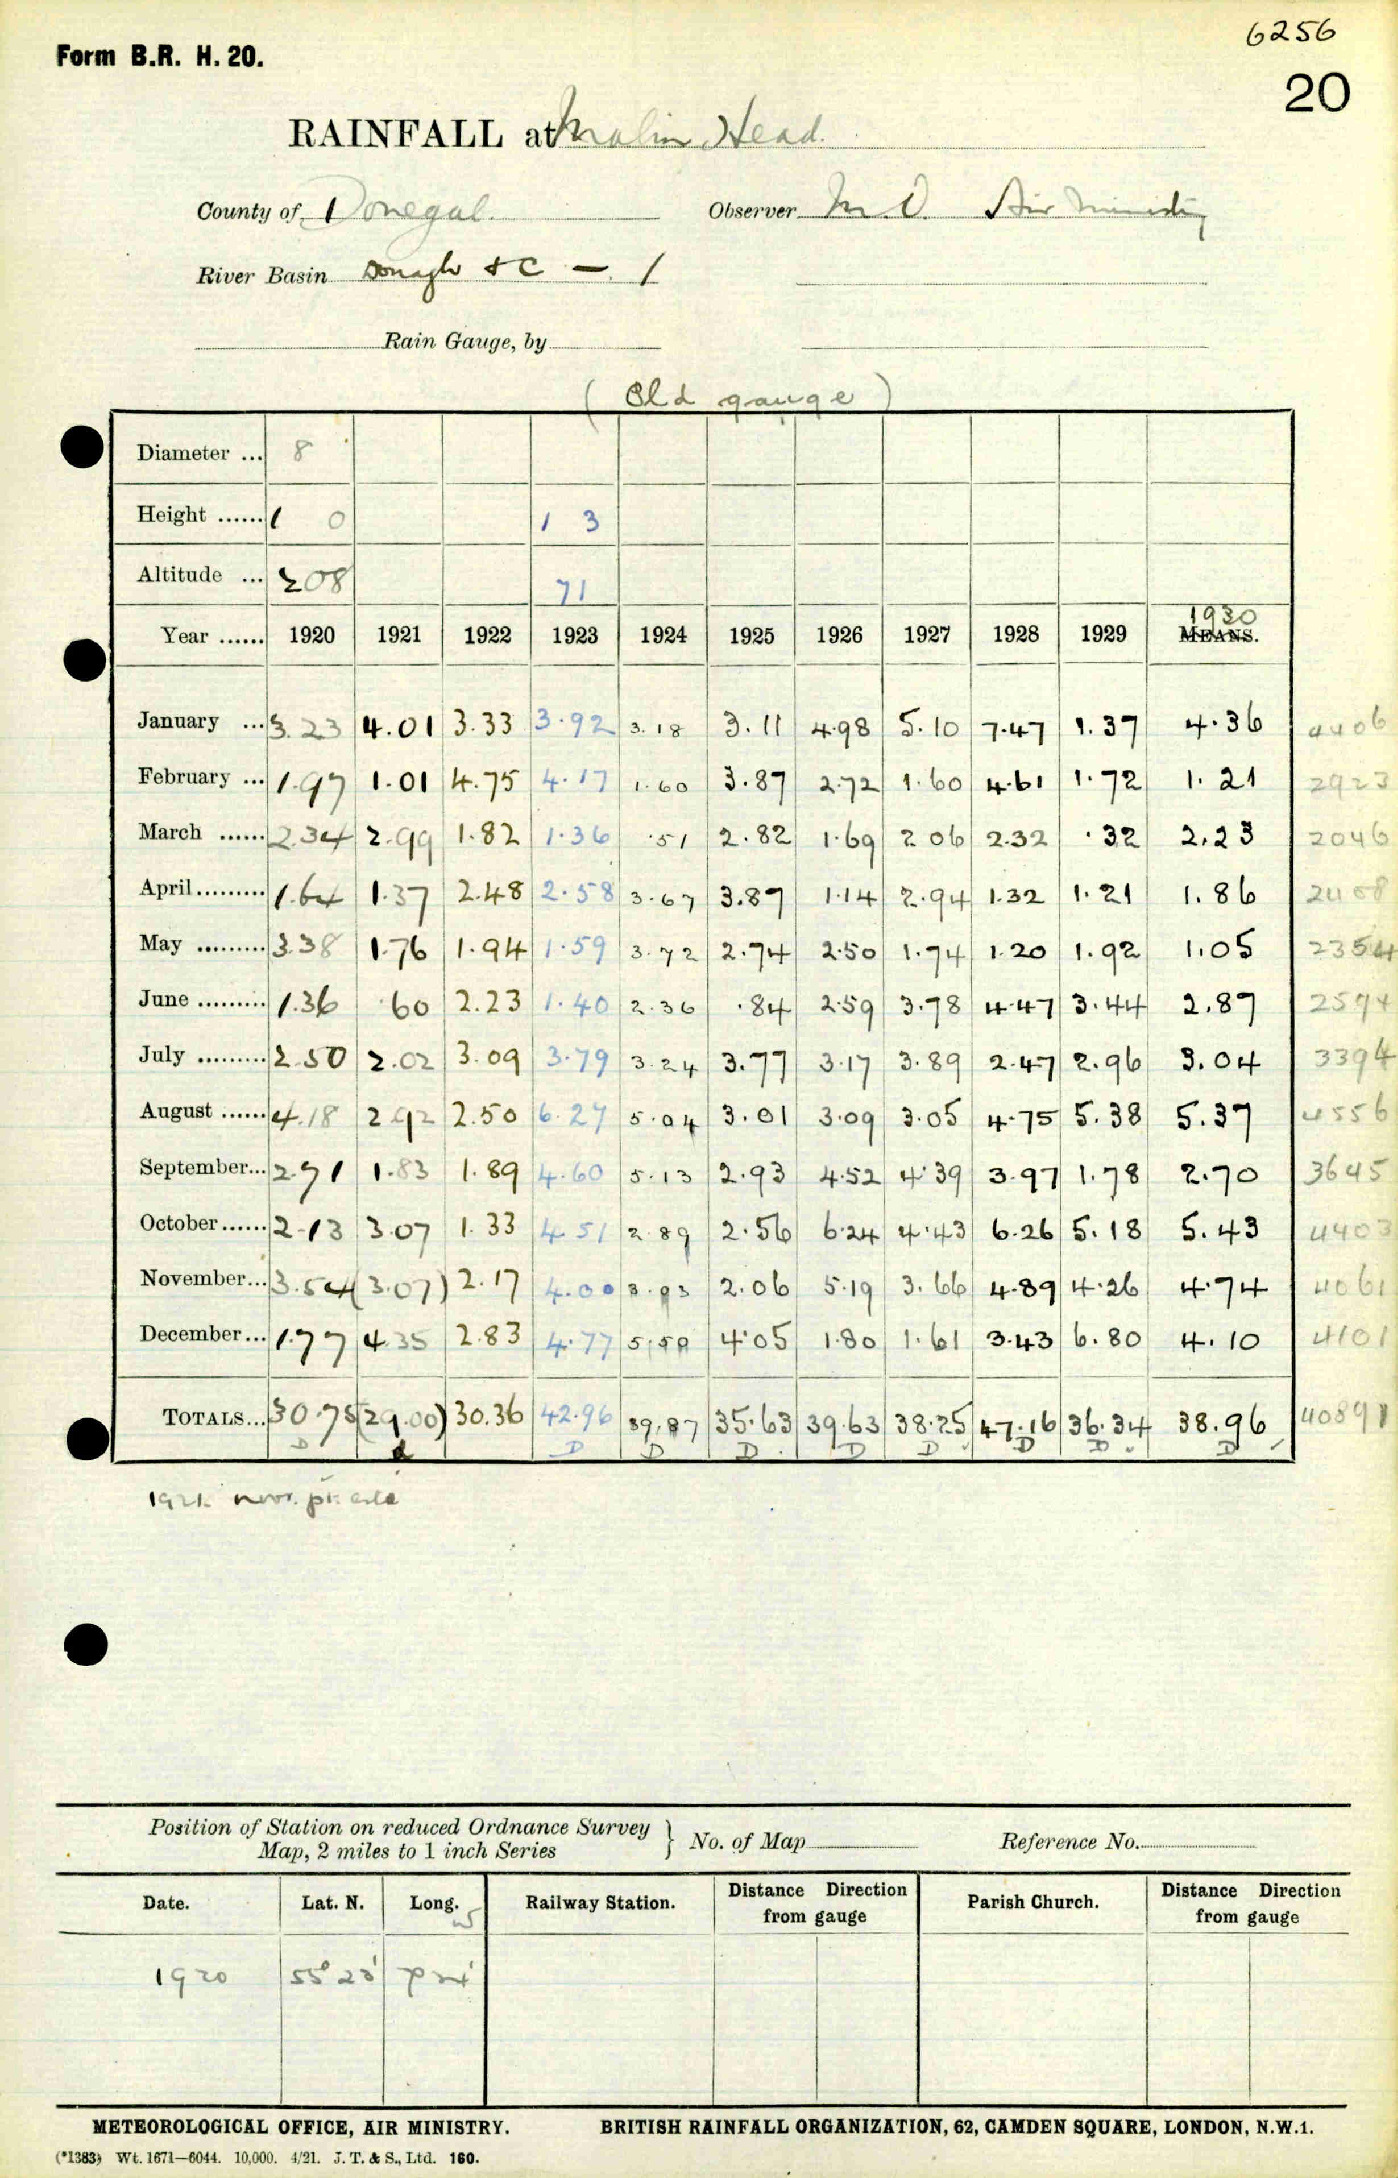 6256
Form B.R. H. 20.
20
RAINFALL at Malin Head.
County of Donegal. Observer M.O. Air Ministry
River Basin Donagh & C — 1
Rain Gauge, by
(Old gauge)
Diameter ... 8
Height ...... 1 0 1 3
Altitude ... 208 71
Year ...... 1920 1921 1922 1923 1924 1925 1926 1927 1928 1929 1930 MEANS.
January ... 3.23 4.01 3.33 3.92 3.18 3.11 4.98 5.10 7.47 1.37 4.36 4406
February ... 1.97 1.01 4.75 4.17 1.60 3.87 2.72 1.60 4.61 1.72 1.21 2923
March ...... 2.34 2.99 1.82 1.36 .51 2.82 1.69 2 06 2.32 .32 2.23 2046
April ......... 1.64 1.37 2.48 2.58 3.67 3.87 1.14 2.94 1.32 1.21 1.86 2408
May ......... 3.38 1.76 1.94 1.59 3.72 2.74 2.50 1.74 1.20 1.92 1.05 2354
June ......... 1.36 .60 2.23 1.40 2.36 .84 2.59 3.78 4.47 3.44 2.87 2594
July ......... 2.50 2.02 3.09 3.79 3.24 3.77 3.17 3.89 2.47 2.96 3.04 3394
August ...... 4.18 2.92 2.50 6.27 5.04 3.01 3.09 3.05 4.75 5.38 5.37 4556
September... 2.71 1.83 1.89 4.60 5.13 2.93 4.52 4.39 3.97 1.78 2.70 3645
October...... 2.13 3.07 1.33 4.51 2.89 2.56 6.24 4.43 6.26 5.18 5.43 4403
November... 3.54 (3.07) 2.17 4.00 3.03 2.06 5.19 3.66 4.89 4.26 4.74 4061
December... 1.77 4.35 2.83 4.77 5.50 4.05 1.80 1.61 3.43 6.80 4.10 4101
TOTALS... 30.75 (29.00) 30.36 42.96 39.87 35.63 39.63 38.25 47.16 36.34 38.96 40891
D D D D D D D D D
1921. nov.
Position of Station on reduced Ordnance Survey
Map, 2 miles to 1 inch Series } No. of Map Reference No.
Date. Lat. N. Long. W Railway Station. Distance Direction from gauge Parish Church. Distance Direction from gauge
1920 55° 23' 7° 24'
METEOROLOGICAL OFFICE, AIR MINISTRY. BRITISH RAINFALL ORGANIZATION, 62, CAMDEN SQUARE, LONDON, N.W.1.
(*1383) Wt. 1671—6044. 10,000. 4/21. J. T. & S., Ltd. 160.